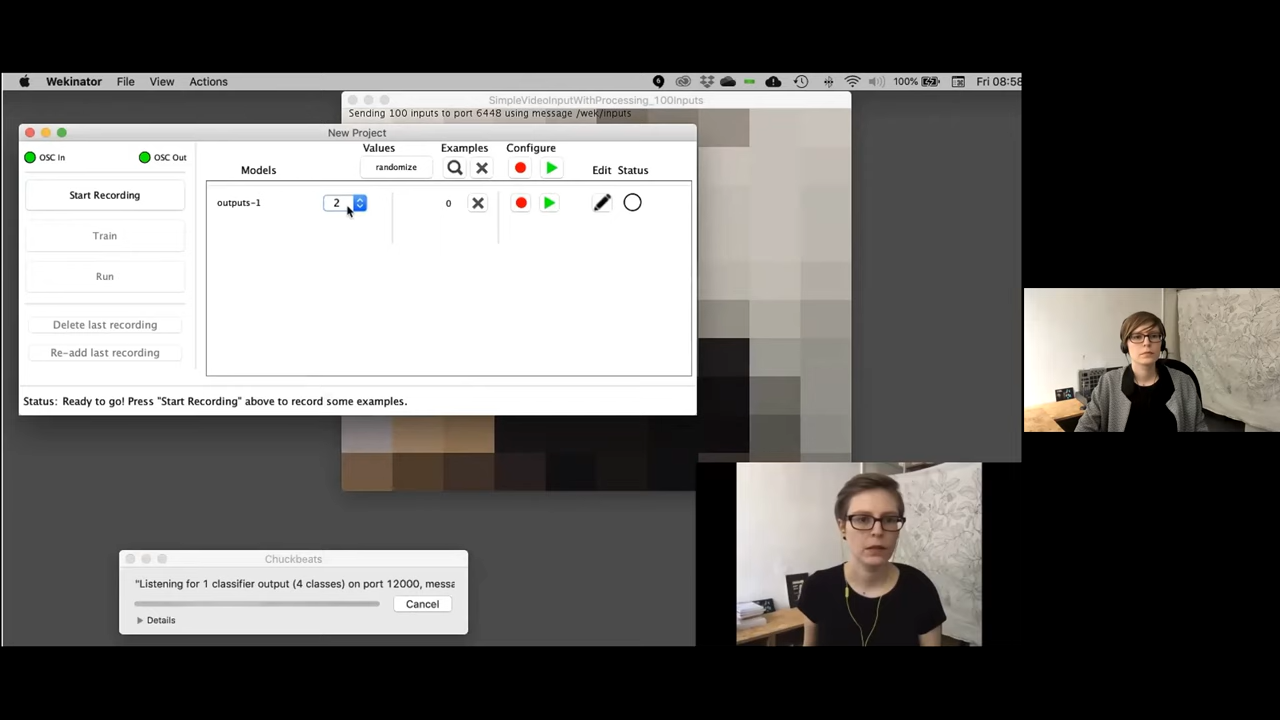 Wekinator File View Actions 100% Fri 08:58
SimpleVideoInputWithProcessing_100Inputs
Sending 100 inputs to port 6448 using message /wek/inputs
New Project
OSC In OSC Out
Values Examples Configure
Models randomize Edit Status
Start Recording
outputs-1 2 0
Train
Run
Delete last recording
Re-add last recording
Status: Ready to go! Press "Start Recording" above to record some examples.
Chuckbeats
"Listening for 1 classifier output (4 classes) on port 12000, messa
Cancel
Details